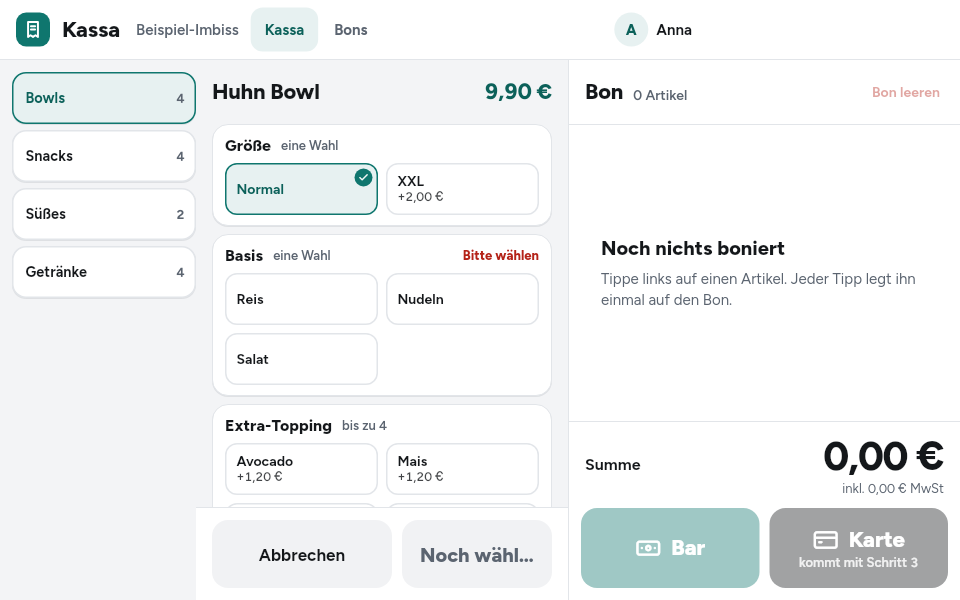 Kassa Beispiel-Imbiss Kassa Bons A Anna
Bowls 4
Snacks 4
Süßes 2
Getränke 4
Huhn Bowl 9,90 €
Größe eine Wahl
Normal
XXL
+2,00 €
Basis eine Wahl Bitte wählen
Reis
Nudeln
Salat
Extra-Topping bis zu 4
Avocado
+1,20 €
Mais
+1,20 €
Abbrechen
Noch wähl...
Bon 0 Artikel Bon leeren
Noch nichts boniert
Tippe links auf einen Artikel. Jeder Tipp legt ihn
einmal auf den Bon.
Summe 0,00 €
inkl. 0,00 € MwSt
Bar
Karte
kommt mit Schritt 3